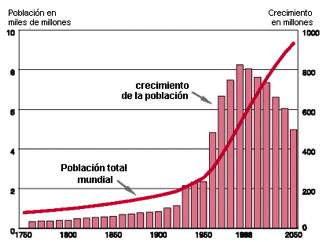 Población en
miles de millones
Crecimiento
en millones
10
8
6
4
2
0
1000
800
600
400
200
0
crecimiento
de la población
Población total
mundial
1750
1800
1850
1900
1950
2050